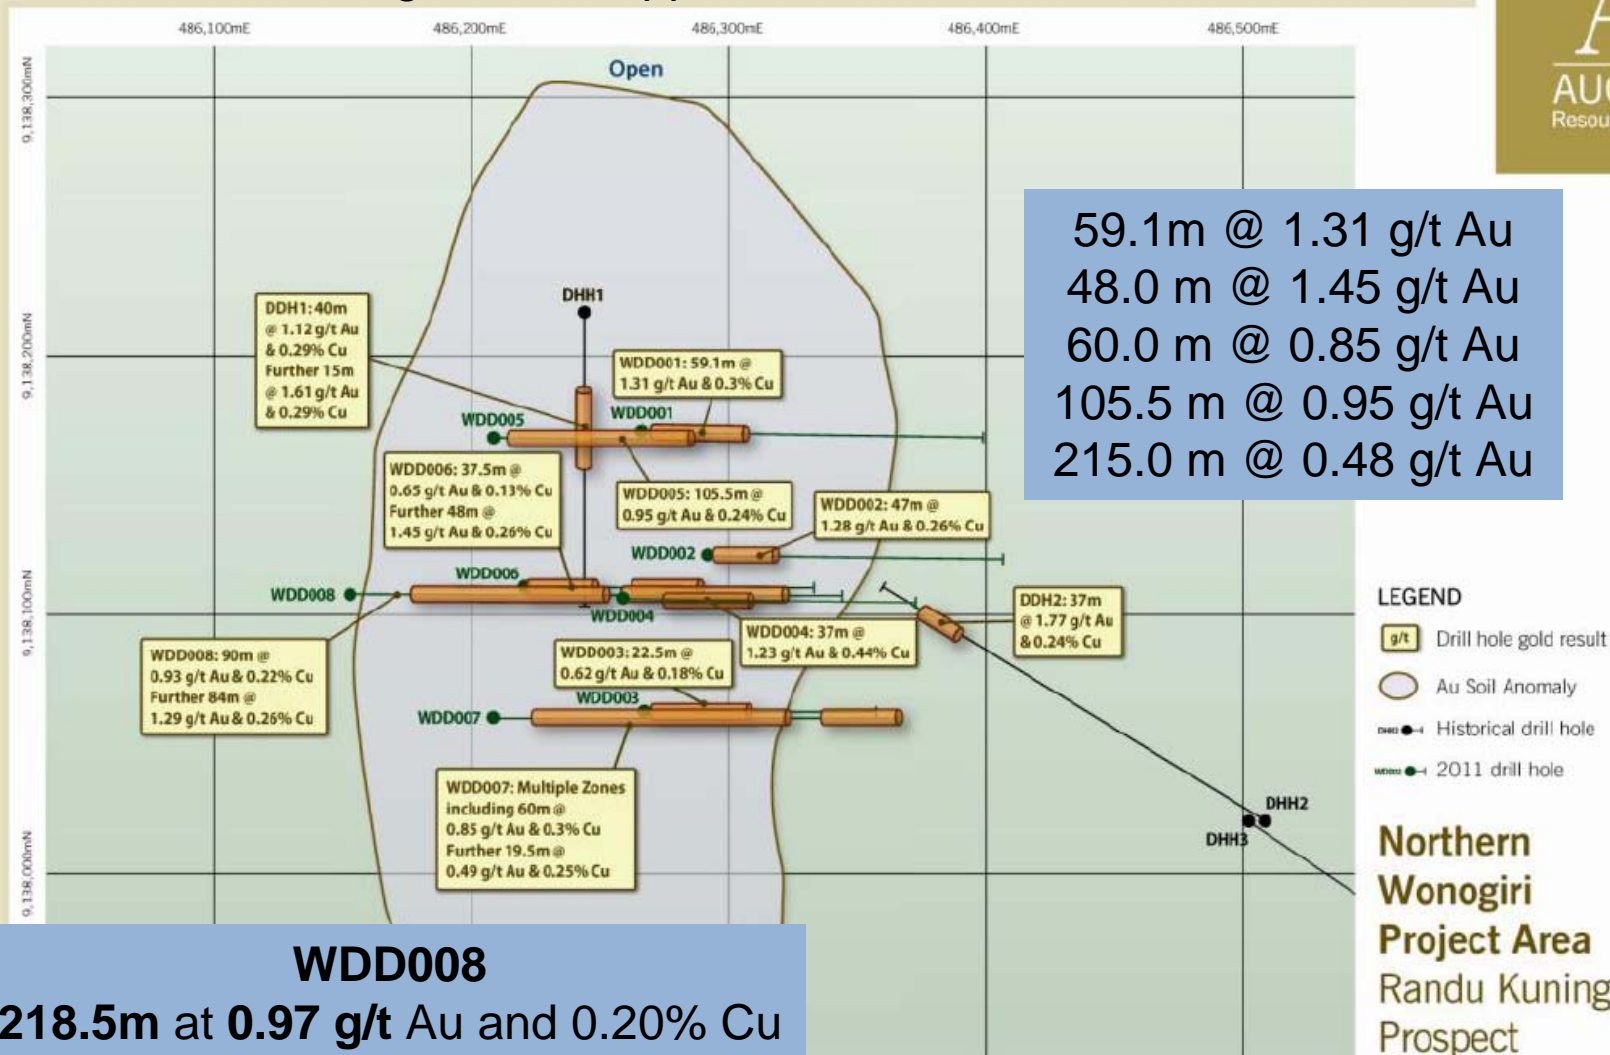 486,100mE
486,200mE
486,300mE
486,400mE
486,500mE
AU
Resou
9,138,300mN
9,138,200mN
9,138,100mN
9,138,000mN
Open
59.1m @ 1.31 g/t Au
48.0 m @ 1.45 g/t Au
60.0 m @ 0.85 g/t Au
105.5 m @ 0.95 g/t Au
215.0 m @ 0.48 g/t Au
DHH1
DDH1: 40m
@ 1.12 g/t Au
& 0.29% Cu
Further 15m
@ 1.61 g/t Au
& 0.29% Cu
WDD001: 59.1m @
1.31 g/t Au & 0.3% Cu
WDD005
WDD001
WDD006: 37.5m @
0.65 g/t Au & 0.13% Cu
Further 48m @
1.45 g/t Au & 0.26% Cu
WDD005: 105.5m @
0.95 g/t Au & 0.24% Cu
WDD002: 47m @
1.28 g/t Au & 0.26% Cu
WDD002
WDD006
WDD008
WDD004
DDH2: 37m
@ 1.77 g/t Au
& 0.24% Cu
WDD004: 37m @
1.23 g/t Au & 0.44% Cu
WDD008: 90m @
0.93 g/t Au & 0.22% Cu
Further 84m @
1.29 g/t Au & 0.26% Cu
WDD003: 22.5m @
0.62 g/t Au & 0.18% Cu
WDD003
WDD007
WDD007: Multiple Zones
including 60m @
0.85 g/t Au & 0.3% Cu
Further 19.5m @
0.49 g/t Au & 0.25% Cu
DHH2
DHH3
LEGEND
g/t Drill hole gold result
Au Soil Anomaly
Historical drill hole
2011 drill hole
Northern
Wonogiri
Project Area
Randu Kuning
Prospect
WDD008
218.5m at 0.97 g/t Au and 0.20% Cu